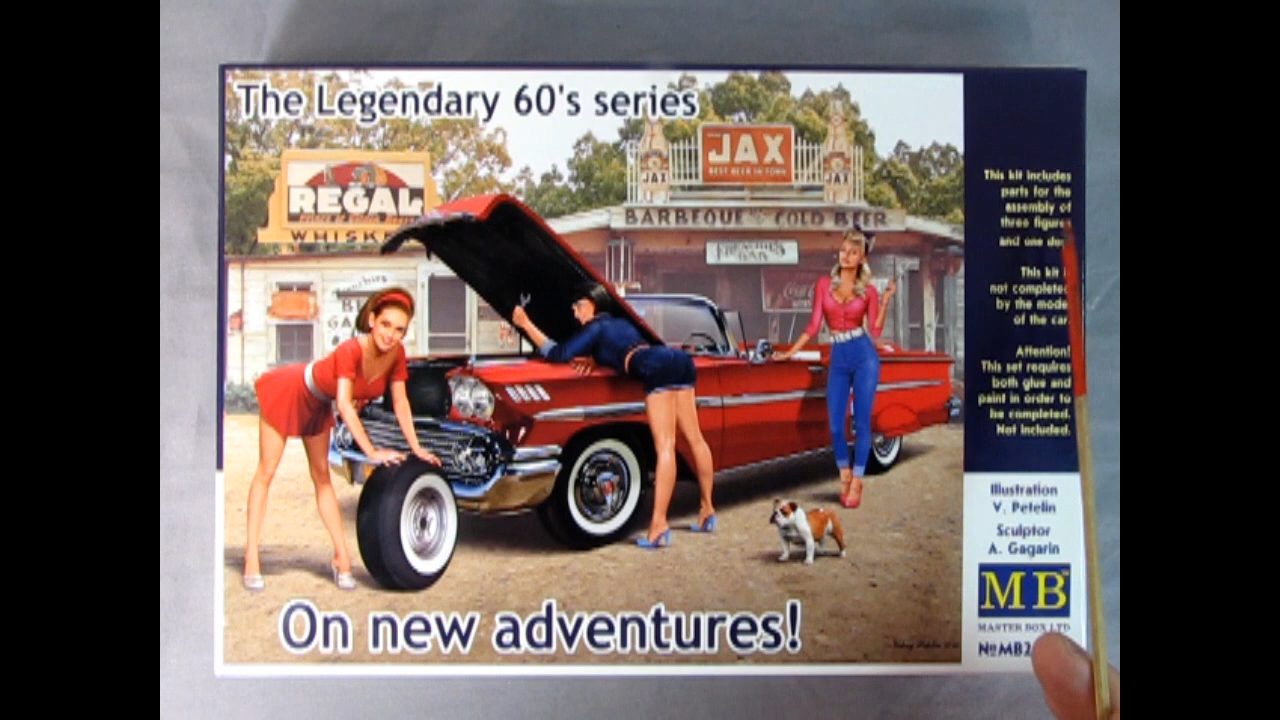 The Legendary 60's series
JAX
BEST BEER IN TOWN
JAX
JAX
REGAL
WHISK
BARBEQUE COLD BEER
This kit includes
parts for the
assembly of
three figures
and one do
This kit i
not complete
by the mode
of the car.
Attention!
This set requires
both glue and
paint in order to
be completed.
Not included.
Illustration
V. Petelin
Sculptor
A. Gagarin
MB
MASTER BOX LTD
№MB2
On new adventures!